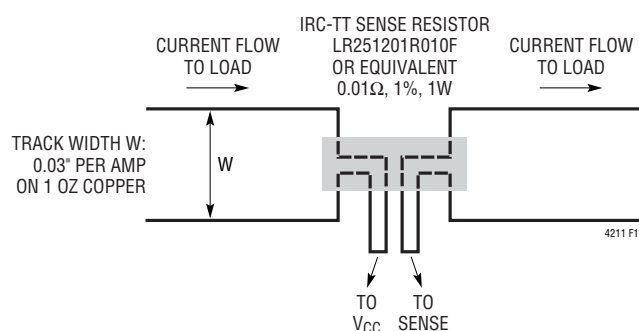 IRC-TT SENSE RESISTOR
LR251201R010F
OR EQUIVALENT
0.01Ω, 1%, 1W
CURRENT FLOW
TO LOAD
CURRENT FLOW
TO LOAD
TRACK WIDTH W:
0.03" PER AMP
ON 1 OZ COPPER
W
4211 F1
TO
VCC
TO
SENSE